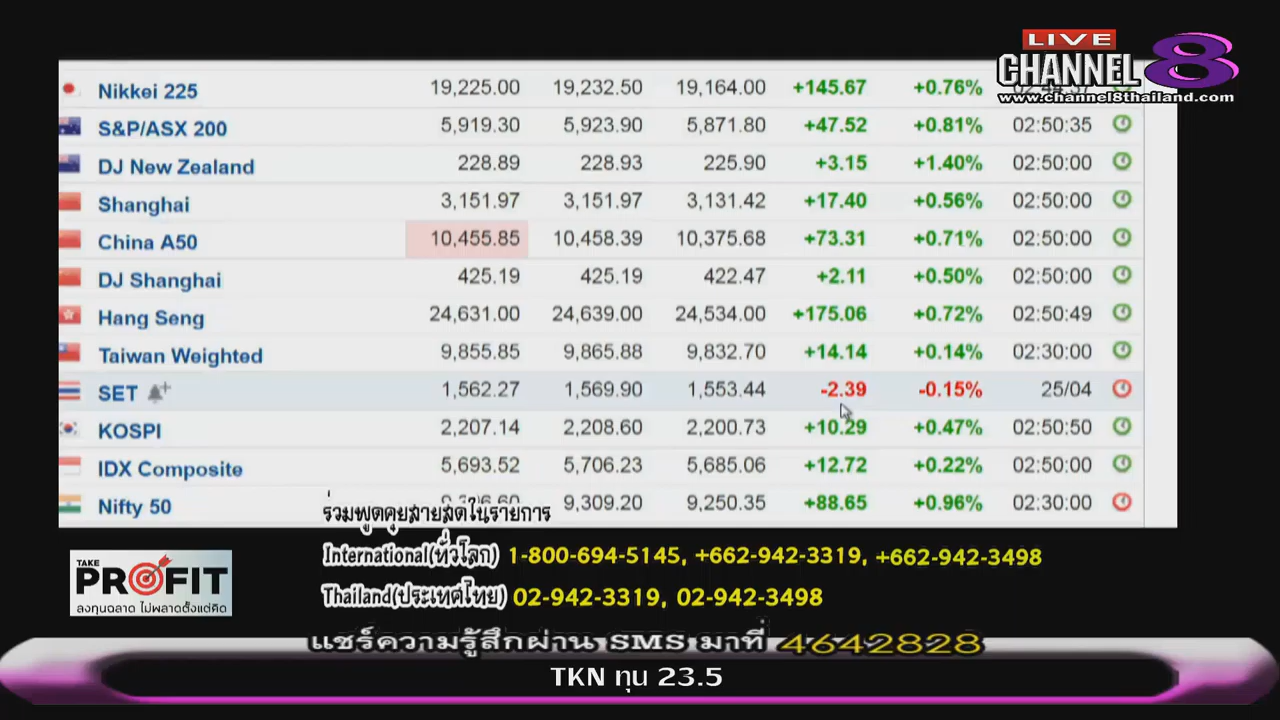 LIVE
CHANNEL 8
www.channel8thailand.com
Nikkei 225 19,225.00 19,232.50 19,164.00 +145.67 +0.76%
S&P/ASX 200 5,919.30 5,923.90 5,871.80 +47.52 +0.81% 02:50:35
DJ New Zealand 228.89 228.93 225.90 +3.15 +1.40% 02:50:00
Shanghai 3,151.97 3,151.97 3,131.42 +17.40 +0.56% 02:50:00
China A50 10,455.85 10,458.39 10,375.68 +73.31 +0.71% 02:50:00
DJ Shanghai 425.19 425.19 422.47 +2.11 +0.50% 02:50:00
Hang Seng 24,631.00 24,639.00 24,534.00 +175.06 +0.72% 02:50:49
Taiwan Weighted 9,855.85 9,865.88 9,832.70 +14.14 +0.14% 02:30:00
SET 1,562.27 1,569.90 1,553.44 -2.39 -0.15% 25/04
KOSPI 2,207.14 2,208.60 2,200.73 +10.29 +0.47% 02:50:50
IDX Composite 5,693.52 5,706.23 5,685.06 +12.72 +0.22% 02:50:00
Nifty 50 9,309.20 9,250.35 +88.65 +0.96% 02:30:00
ร่วมพูดคุยสายสดในรายการ
International(ทั่วโลก) 1-800-694-5145, +662-942-3319, +662-942-3498
Thailand(ประเทศไทย) 02-942-3319, 02-942-3498
TAKE
PROFIT
ลงทุนฉลาด ไม่พลาดตั้งแต่คิด
แชร์ความรู้สึกผ่าน SMS มาที่ 4642828
TKN ทุน 23.5